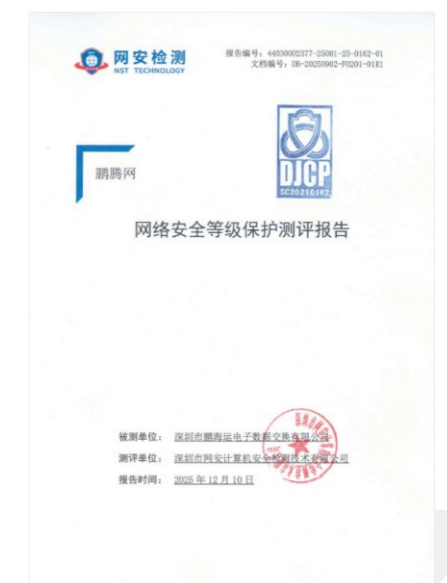 网安检测
NST TECHNOLOGY
报告编号：44030002377-25001-25-0162-01
文档编号：DB-20250902-P0201-01R1
鹏腾网
DJCP
SC20210162
网络安全等级保护测评报告
被测单位：深圳市鹏海运电子数据交换有限公司
测评单位：深圳市网安计算机安全检测技术有限公司
报告时间：2025年12月10日